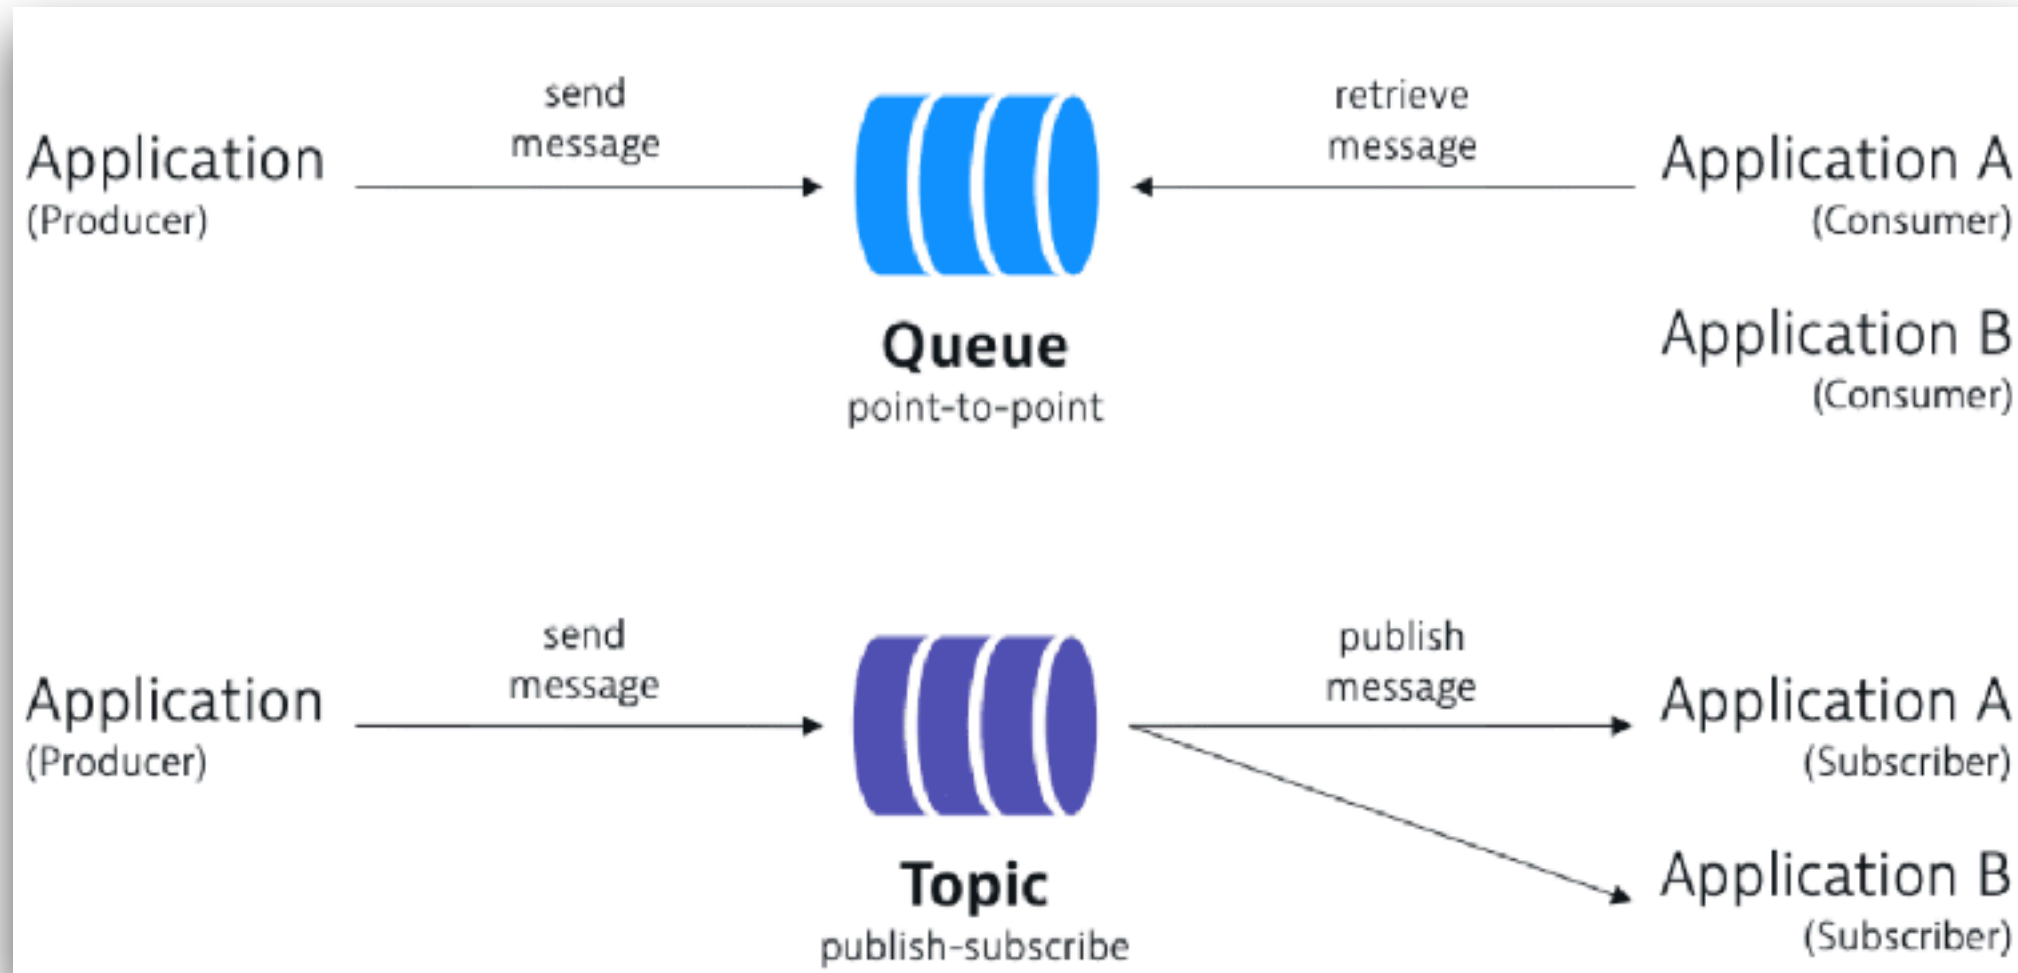 send
message
retrieve
message
Application
(Producer)
Application A
(Consumer)
Queue
point-to-point
Application B
(Consumer)
send
message
publish
message
Application
(Producer)
Application A
(Subscriber)
Topic
publish-subscribe
Application B
(Subscriber)